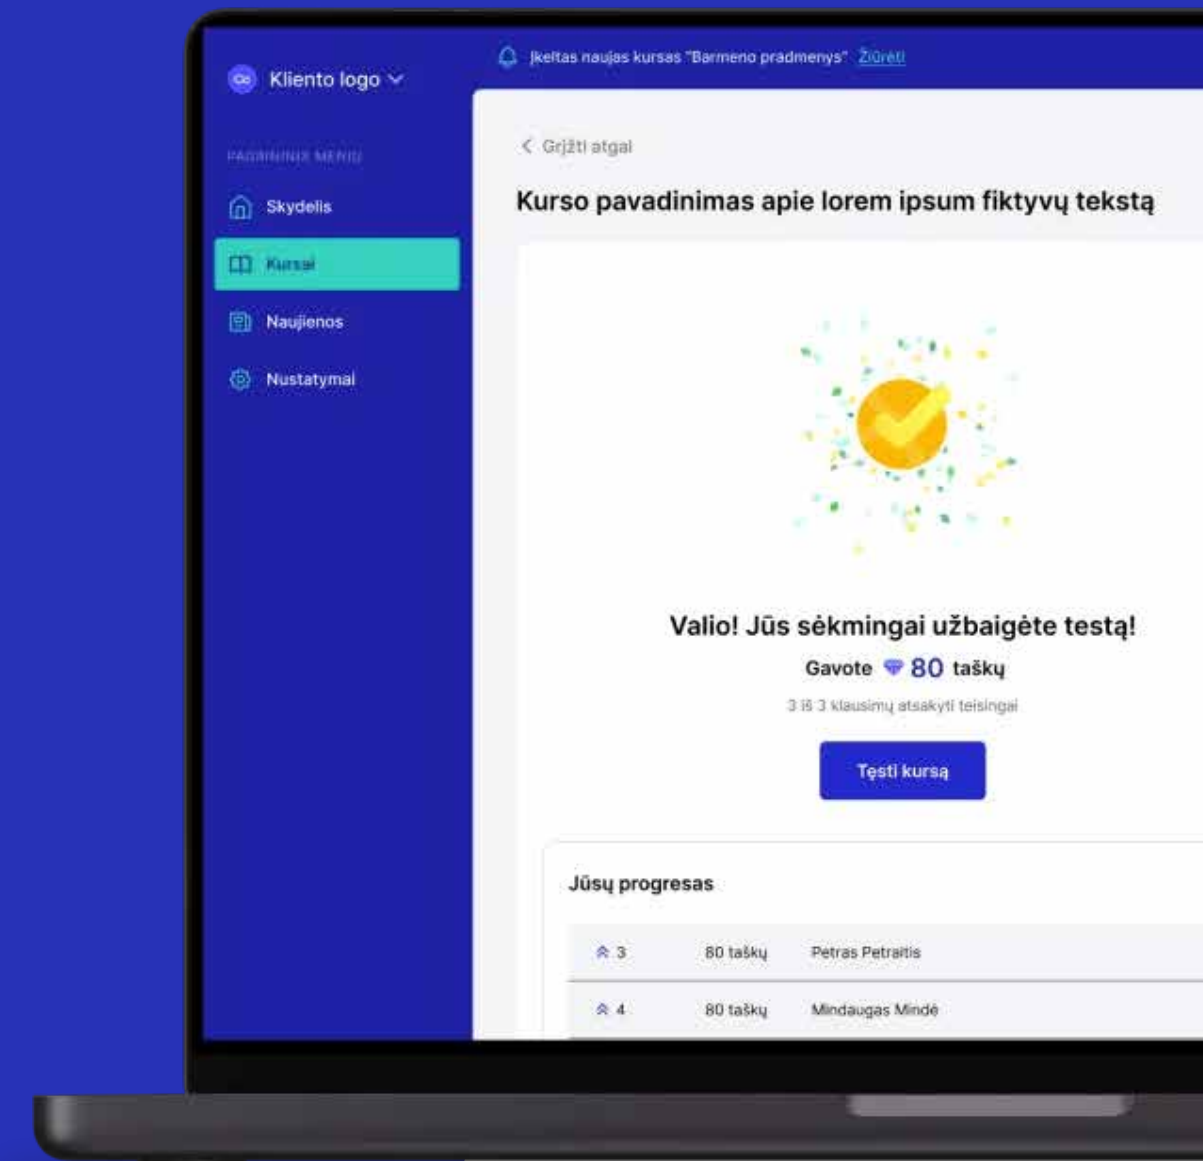 Kliento logo
Įkeltas naujas kursas "Barmeno pradmenys" Žiūrėti
PAGRINDINIS MENIU
Skydelis
Kursai
Naujienos
Nustatymai
Grįžti atgal
Kurso pavadinimas apie lorem ipsum fiktyvų tekstą
Valio! Jūs sėkmingai užbaigėte testą!
Gavote 80 taškų
3 iš 3 klausimų atsakyti teisingai
Tęsti kursą
Jūsų progresas
3 80 taškų Petras Petraitis
4 80 taškų Mindaugas Mindė